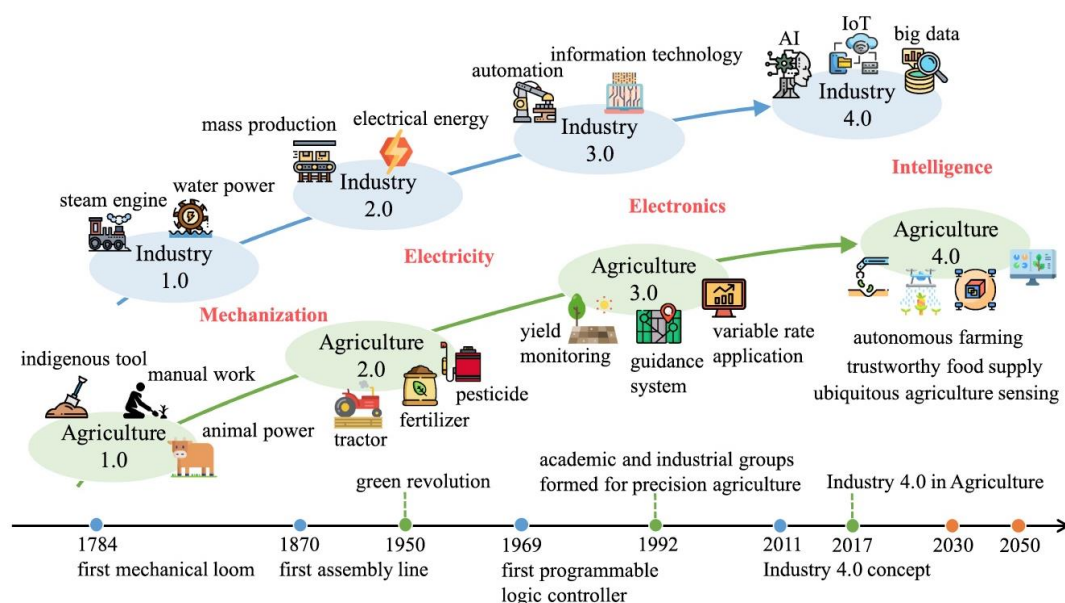 AI
IoT
big data
information technology
automation
Industry
4.0
Industry
3.0
electrical energy
mass production
Intelligence
Industry
2.0
water power
steam engine
Electronics
Agriculture
4.0
Electricity
Industry
1.0
Agriculture
3.0
Mechanization
yield
monitoring
guidance
system
variable rate
application
autonomous farming
trustworthy food supply
ubiquitous agriculture sensing
Agriculture
2.0
indigenous tool
manual work
pesticide
fertilizer
tractor
Agriculture
1.0
animal power
green revolution
academic and industrial groups
formed for precision agriculture
Industry 4.0 in Agriculture
1784
1870
1950
1969
1992
2011
2017
2030
2050
first mechanical loom
first assembly line
first programmable
logic controller
Industry 4.0 concept